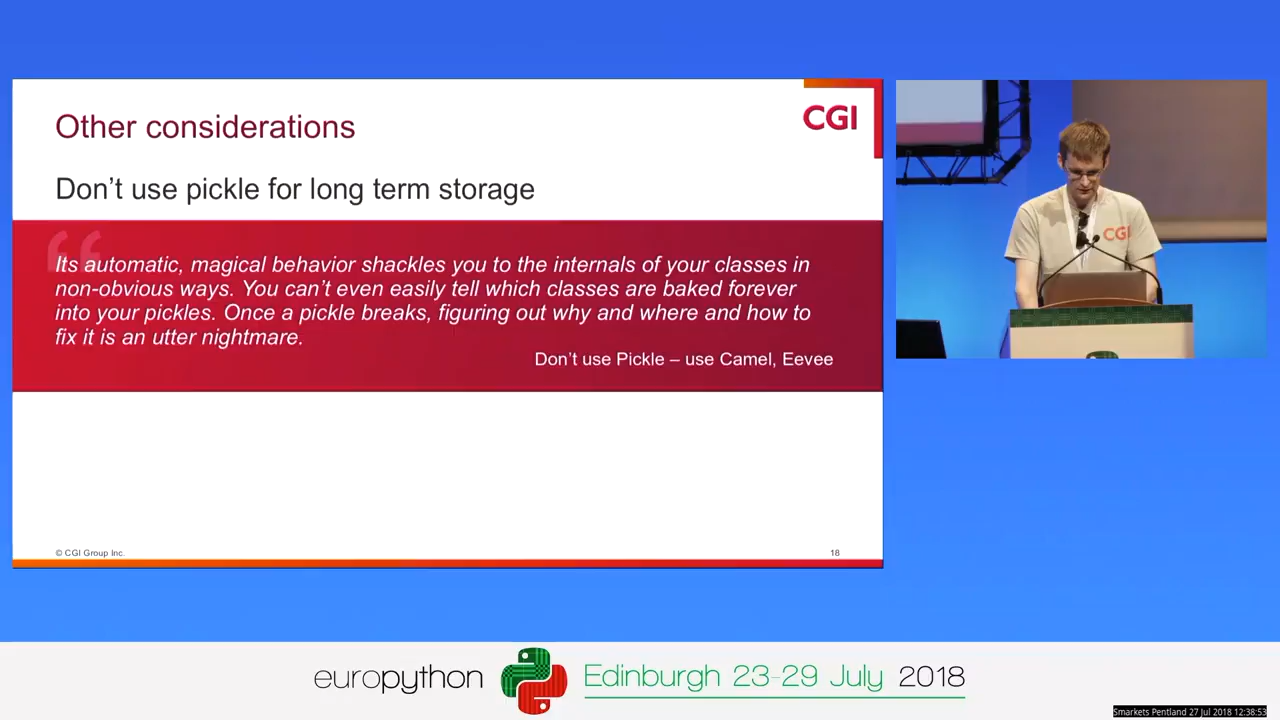 Other considerations
CGI
Don't use pickle for long term storage
“
Its automatic, magical behavior shackles you to the internals of your classes in
non-obvious ways. You can't even easily tell which classes are baked forever
into your pickles. Once a pickle breaks, figuring out why and where and how to
fix it is an utter nightmare.
Don't use Pickle – use Camel, Eevee
© CGI Group Inc.
18
CGI
europython
Edinburgh 23-29 July 2018
Smarkets Pentland 27 Jul 2018 12:38:53